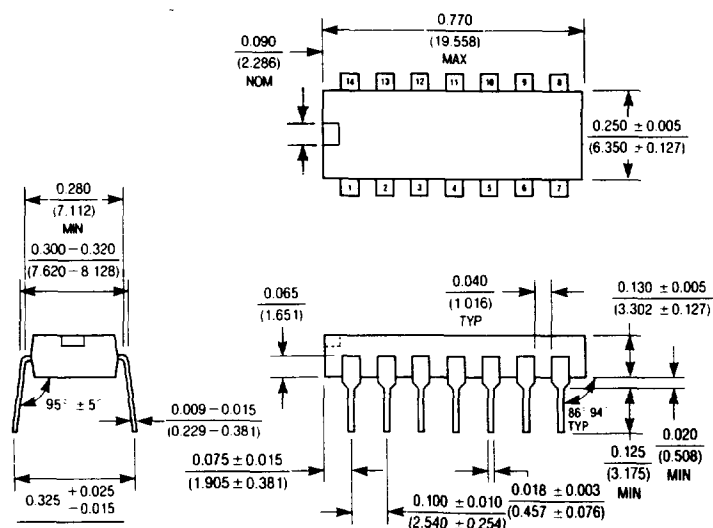 0.770
(19.558)
MAX
0.090
(2.286)
NOM
14 13 12 11 10 9 8
0.250 ± 0.005
(6.350 ± 0.127)
1 2 3 4 5 6 7
0.280
(7.112)
MIN
0.300 – 0.320
(7.620 – 8.128)
0.065
(1.651)
0.040
(1.016)
TYP
0.130 ± 0.005
(3.302 ± 0.127)
95° ± 5°
0.009 – 0.015
(0.229 – 0.381)
86° 94°
TYP
0.020
(0.508)
MIN
0.125
(3.175)
MIN
0.075 ± 0.015
(1.905 ± 0.381)
0.018 ± 0.003
(0.457 ± 0.076)
0.100 ± 0.010
(2.540 ± 0.254)
0.325 +0.025
−0.015